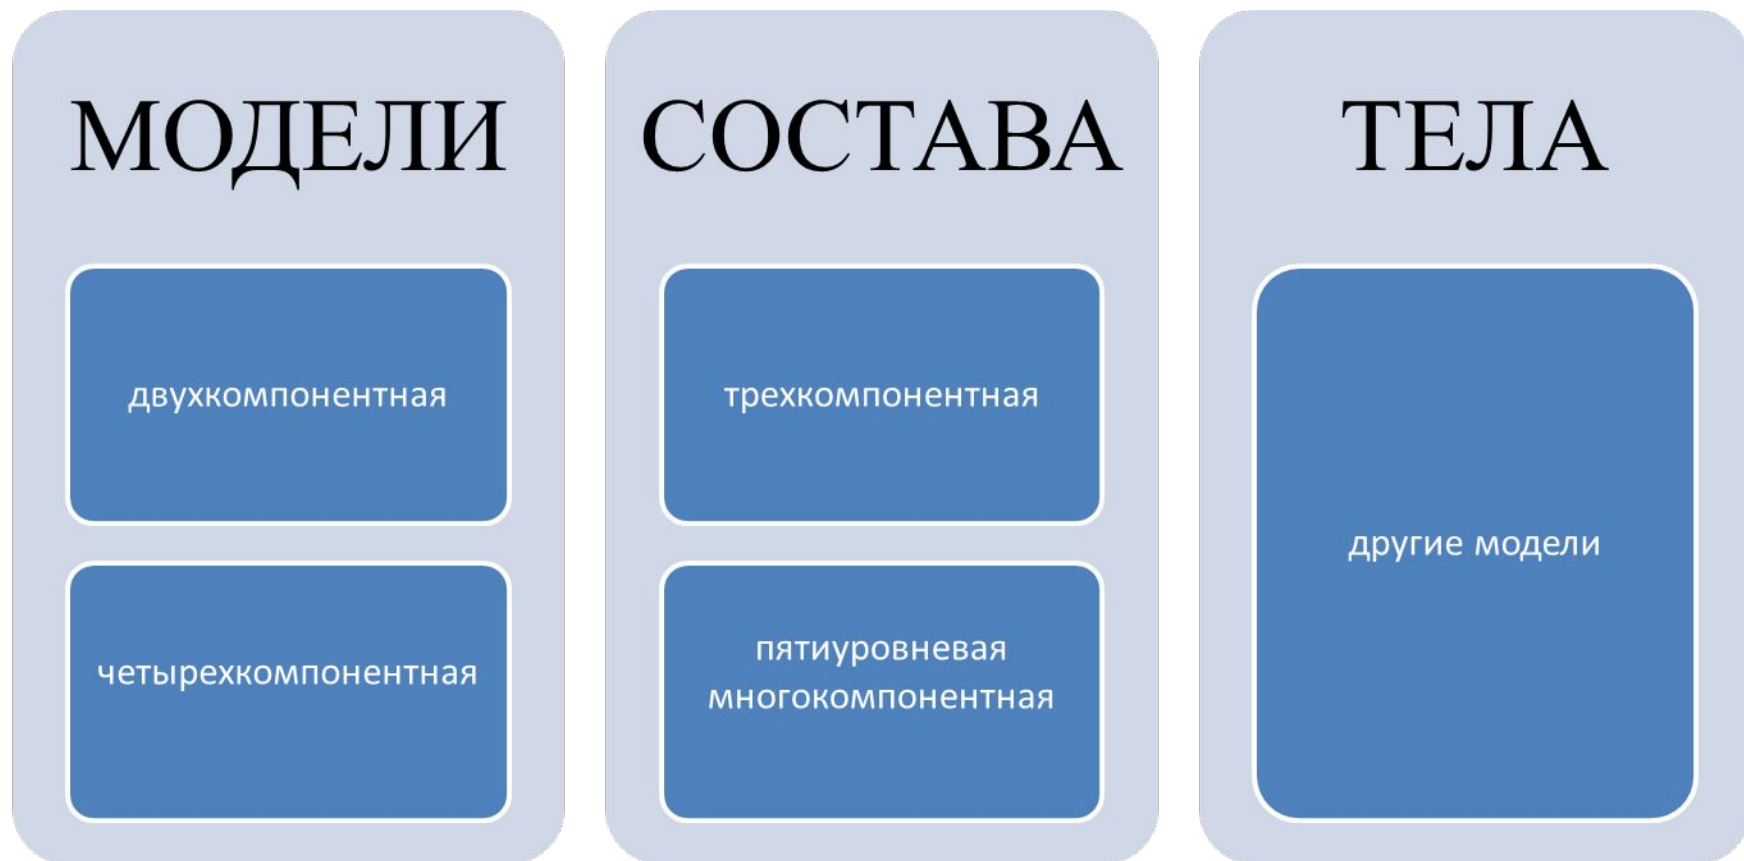 МОДЕЛИ
СОСТАВА
ТЕЛА
двухкомпонентная
трехкомпонентная
другие модели
четырехкомпонентная
пятиуровневая
многокомпонентная